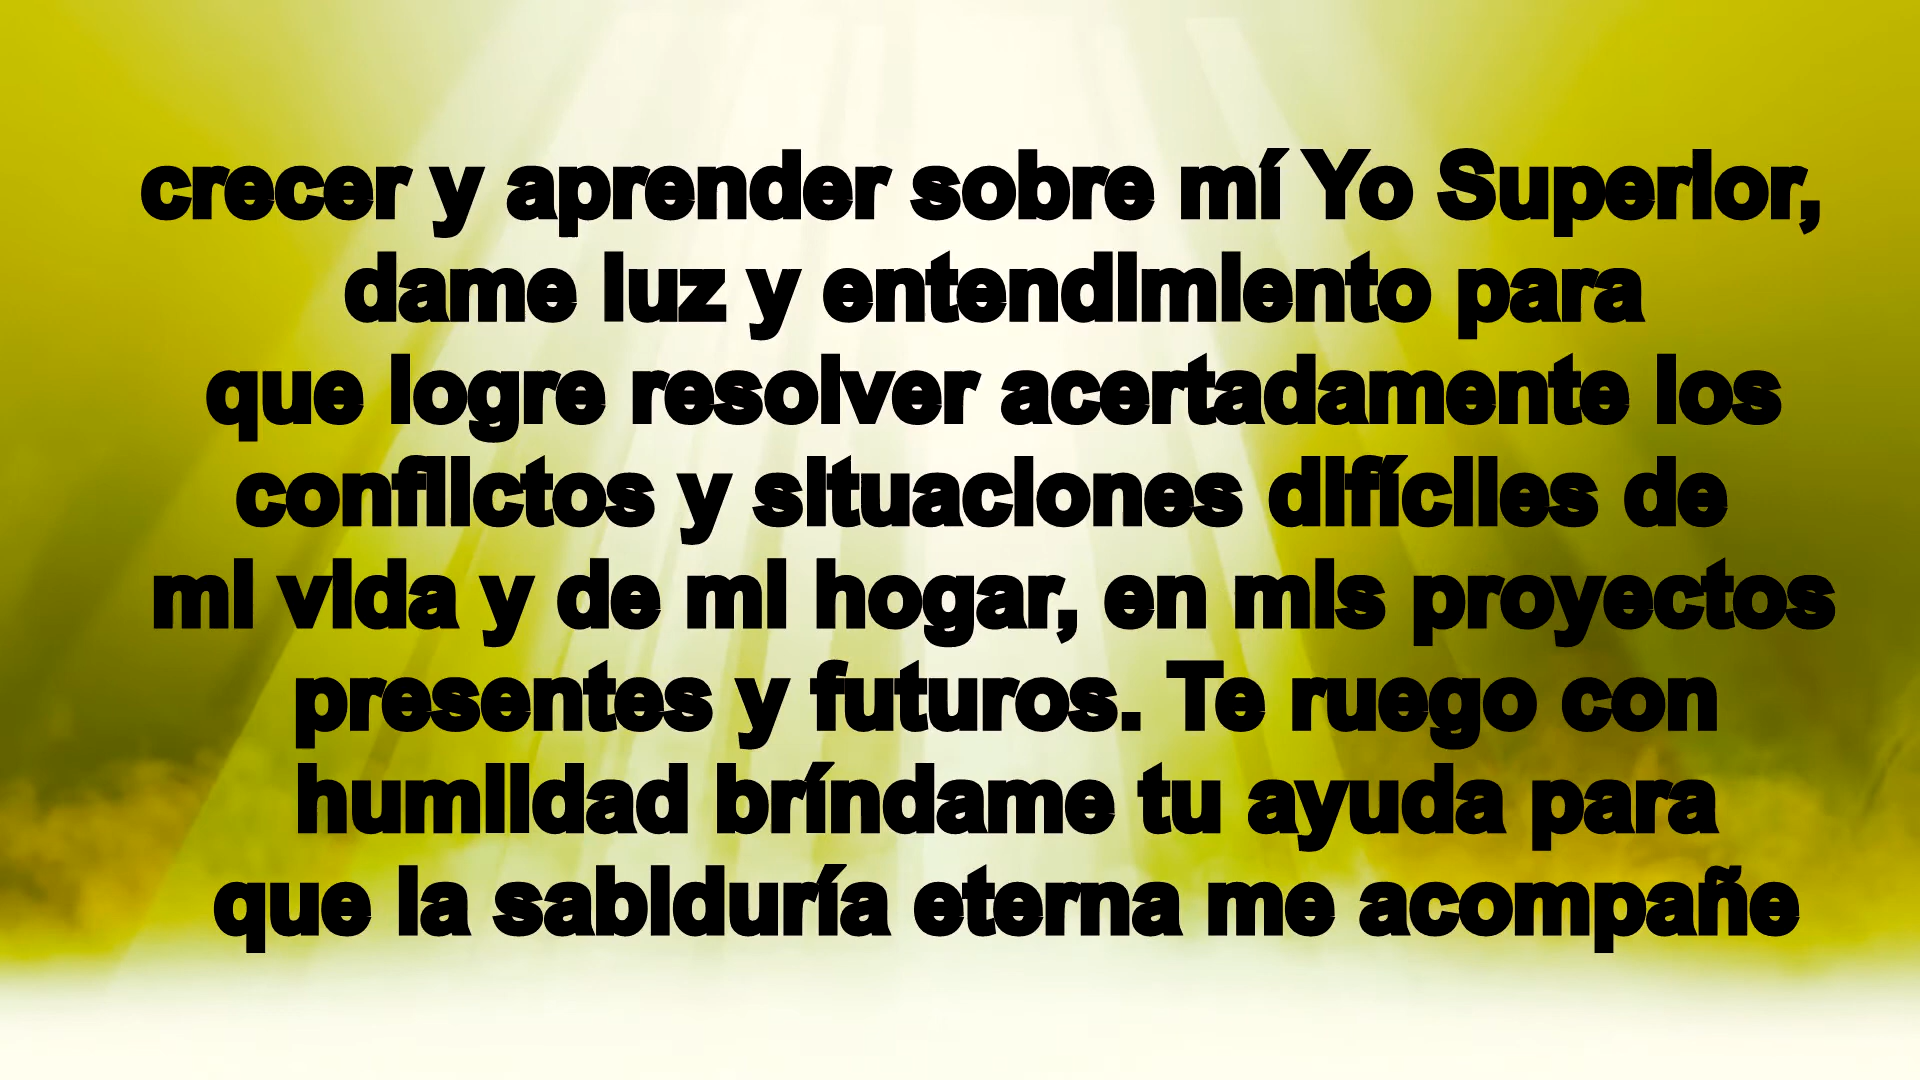 crecer y aprender sobre mí Yo Superior,
dame luz y entendimiento para
que logre resolver acertadamente los
conflictos y situaciones difíciles de
mi vida y de mi hogar, en mis proyectos
presentes y futuros. Te ruego con
humildad bríndame tu ayuda para
que la sabiduría eterna me acompañe